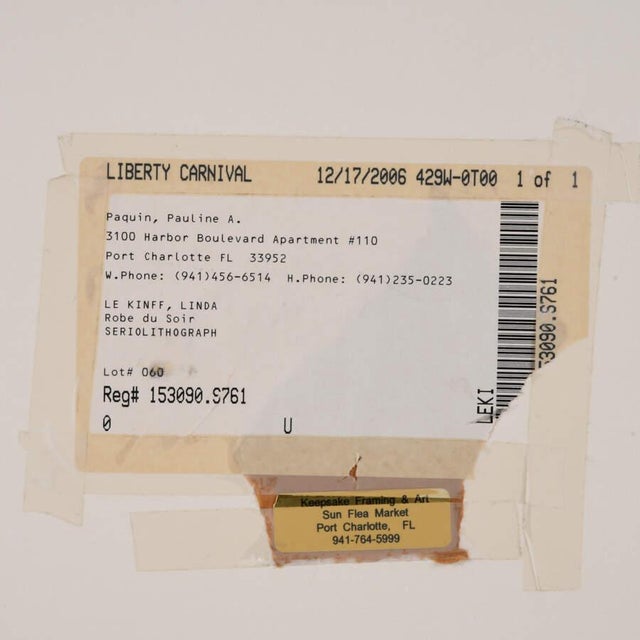 LIBERTY CARNIVAL 12/17/2006 429W-0T00 1 of 1
Paquin, Pauline A.
3100 Harbor Boulevard Apartment #110
Port Charlotte FL 33952
W.Phone: (941)456-6514 H.Phone: (941)235-0223
LE KINFF, LINDA
Robe du Soir
SERIOLITHOGRAPH
Lot# 060
Reg# 153090.S761
0 U
LEKI
53090.S761
Keepsake Framing & Art
Sun Flea Market
Port Charlotte, FL
941-764-5999